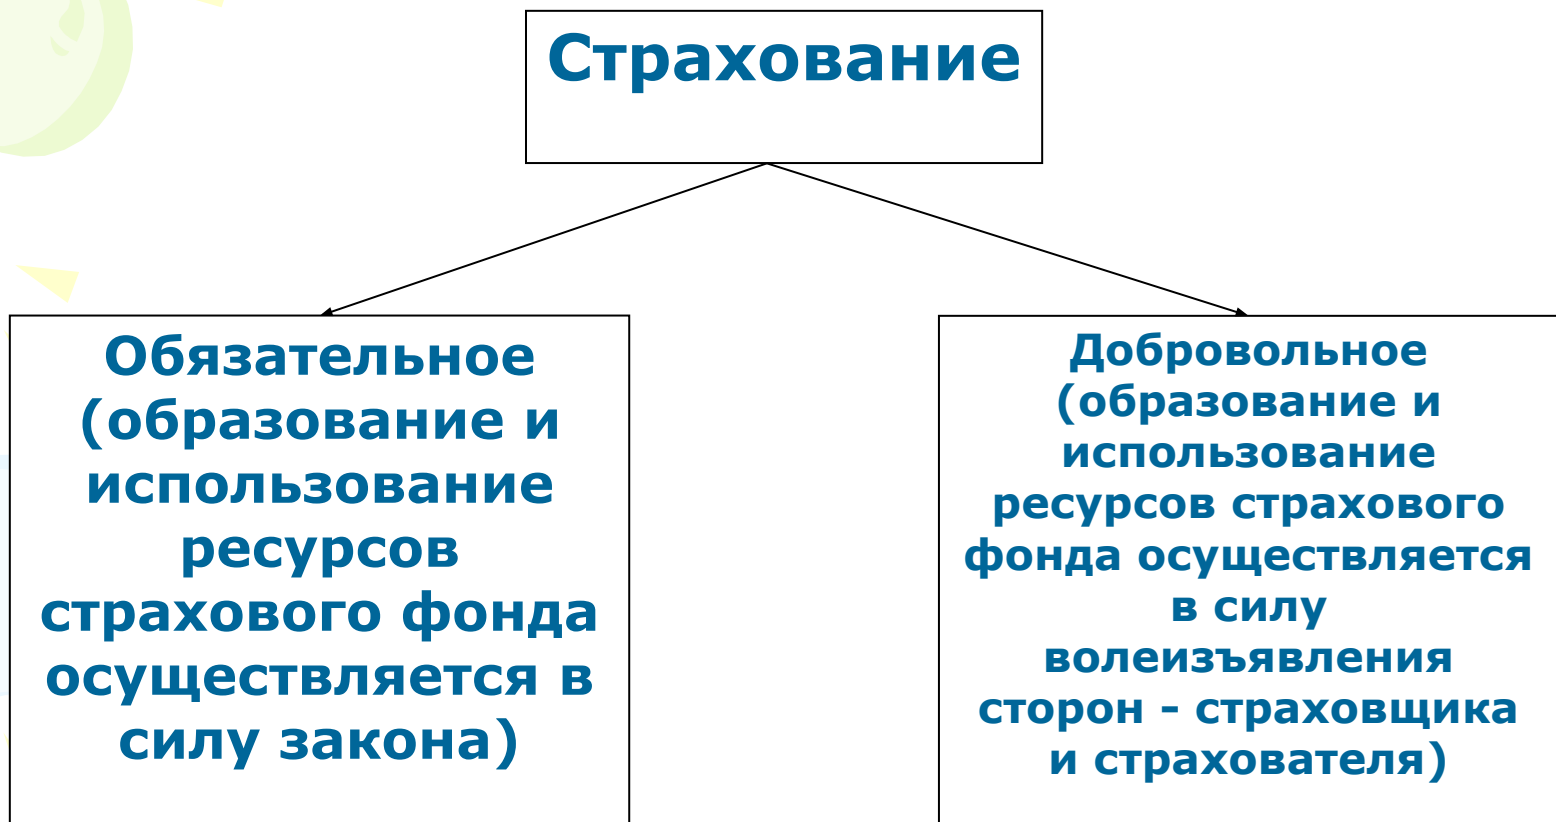 Страхование
Обязательное
(образование и
использование
ресурсов
страхового фонда
осуществляется в
силу закона)
Добровольное
(образование и
использование
ресурсов страхового
фонда осуществляется
в силу
волеизъявления
сторон - страховщика
и страхователя)